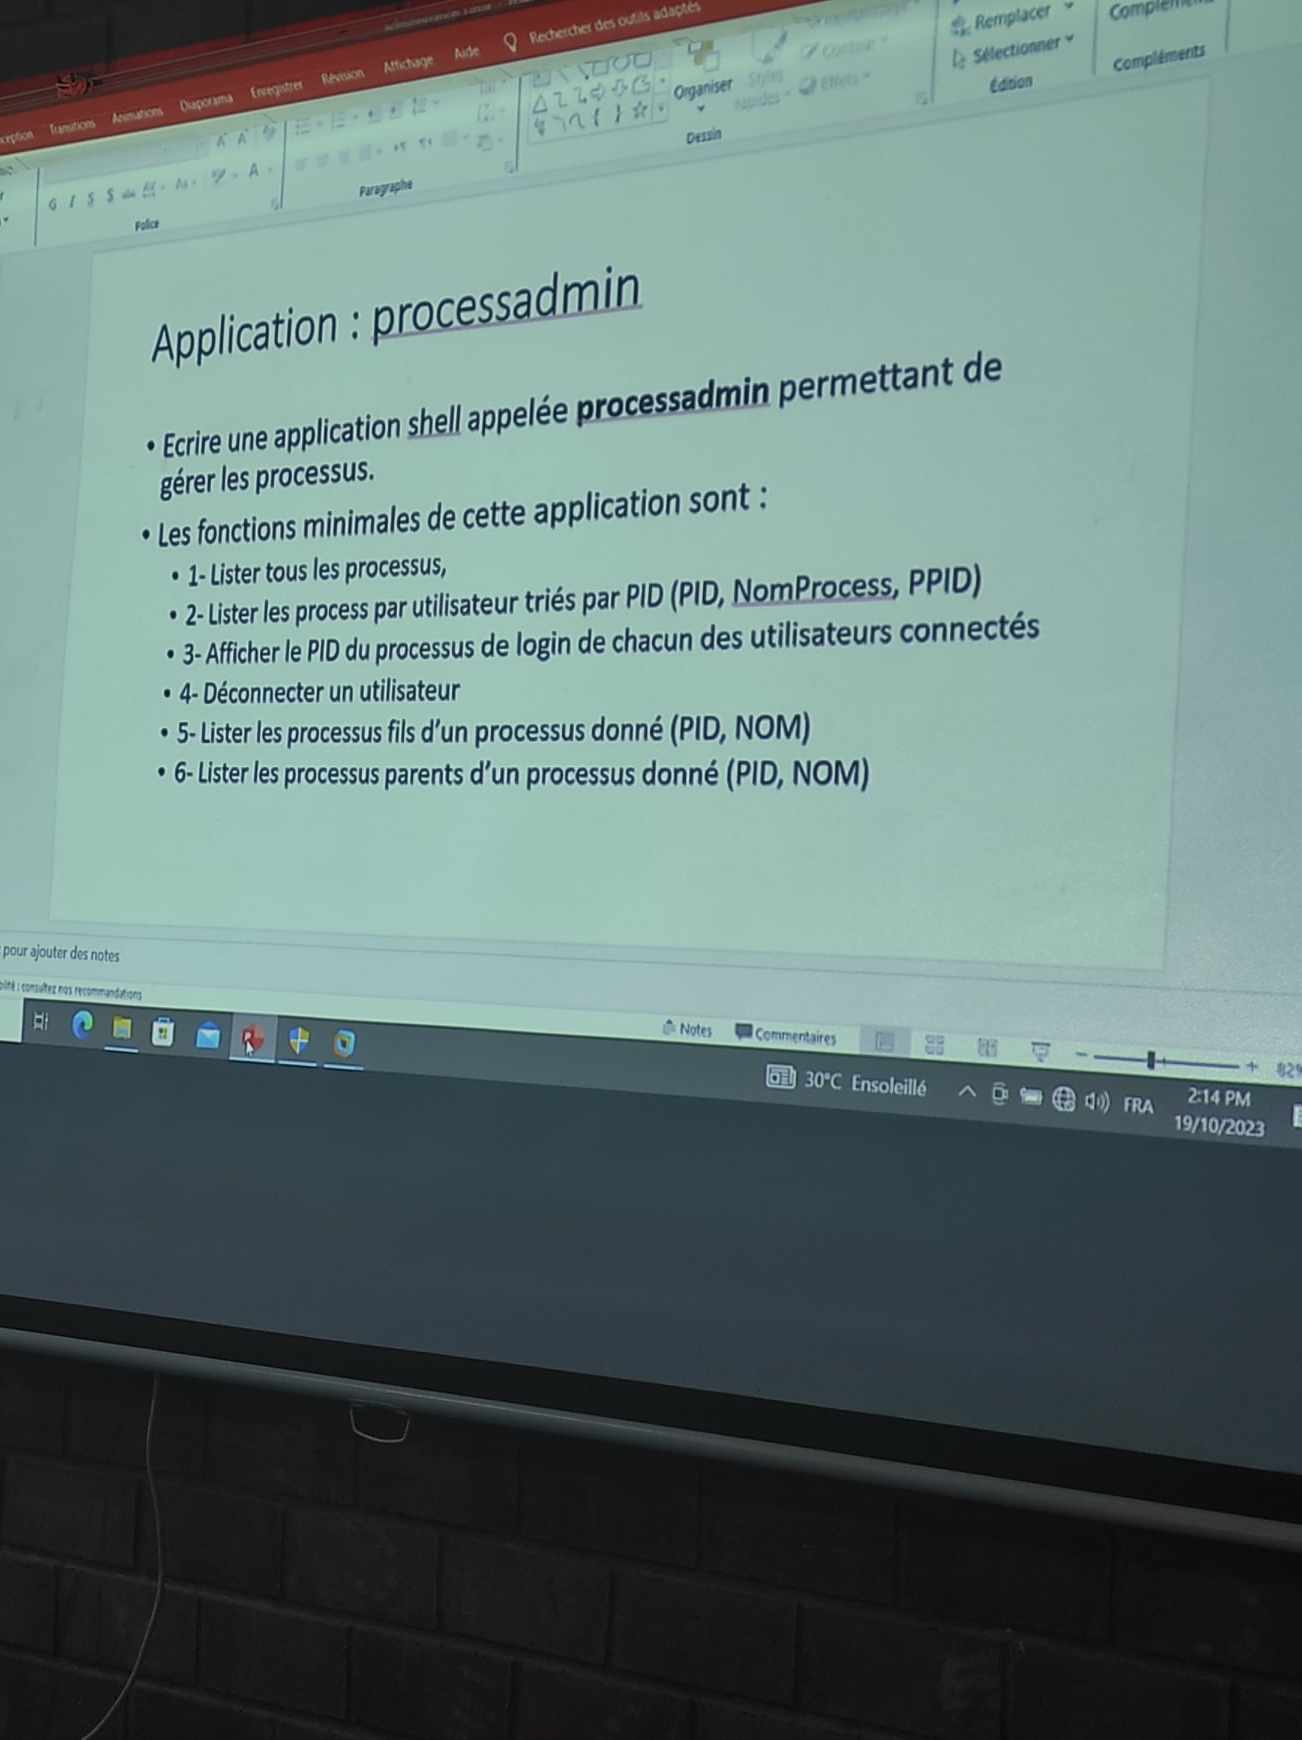 Transitions Animations Diaporama Enregistrer Révision Affichage Aide Rechercher des outils adaptés
Remplacer
Sélectionner
Organiser
Styles
Effets
Compléments
Édition
Dessin
Paragraphe
Police
Application : processadmin
• Ecrire une application shell appelée processadmin permettant de
gérer les processus.
• Les fonctions minimales de cette application sont :
• 1- Lister tous les processus,
• 2- Lister les process par utilisateur triés par PID (PID, NomProcess, PPID)
• 3- Afficher le PID du processus de login de chacun des utilisateurs connectés
• 4- Déconnecter un utilisateur
• 5- Lister les processus fils d'un processus donné (PID, NOM)
• 6- Lister les processus parents d'un processus donné (PID, NOM)
pour ajouter des notes
: consultez nos recommandations
Notes Commentaires 82%
30°C Ensoleillé FRA 2:14 PM
19/10/2023